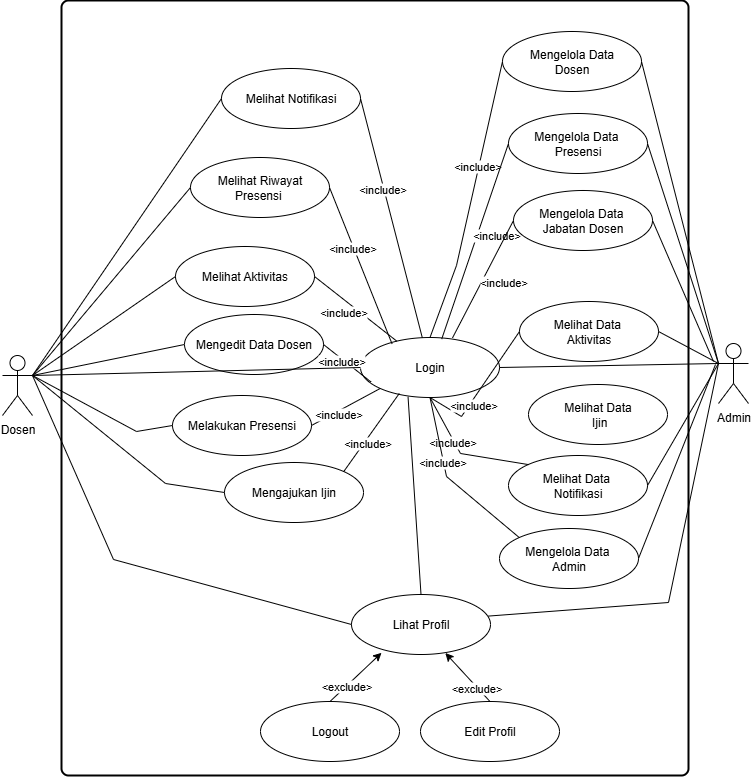 Mengelola Data
Dosen
Melihat Notifikasi
Mengelola Data
Presensi
<include>
<include>
Melihat Riwayat
Presensi
Mengelola Data
Jabatan Dosen
<include>
<include>
Melihat Aktivitas
<include>
<include>
Melihat Data
Aktivitas
Mengedit Data Dosen
<include>
Login
Dosen
Admin
Melakukan Presensi
<include>
<include>
Melihat Data
Ijin
<include>
<include>
<include>
Mengajukan Ijin
Melihat Data
Notifikasi
Mengelola Data
Admin
Lihat Profil
<exclude>
<exclude>
Logout
Edit Profil